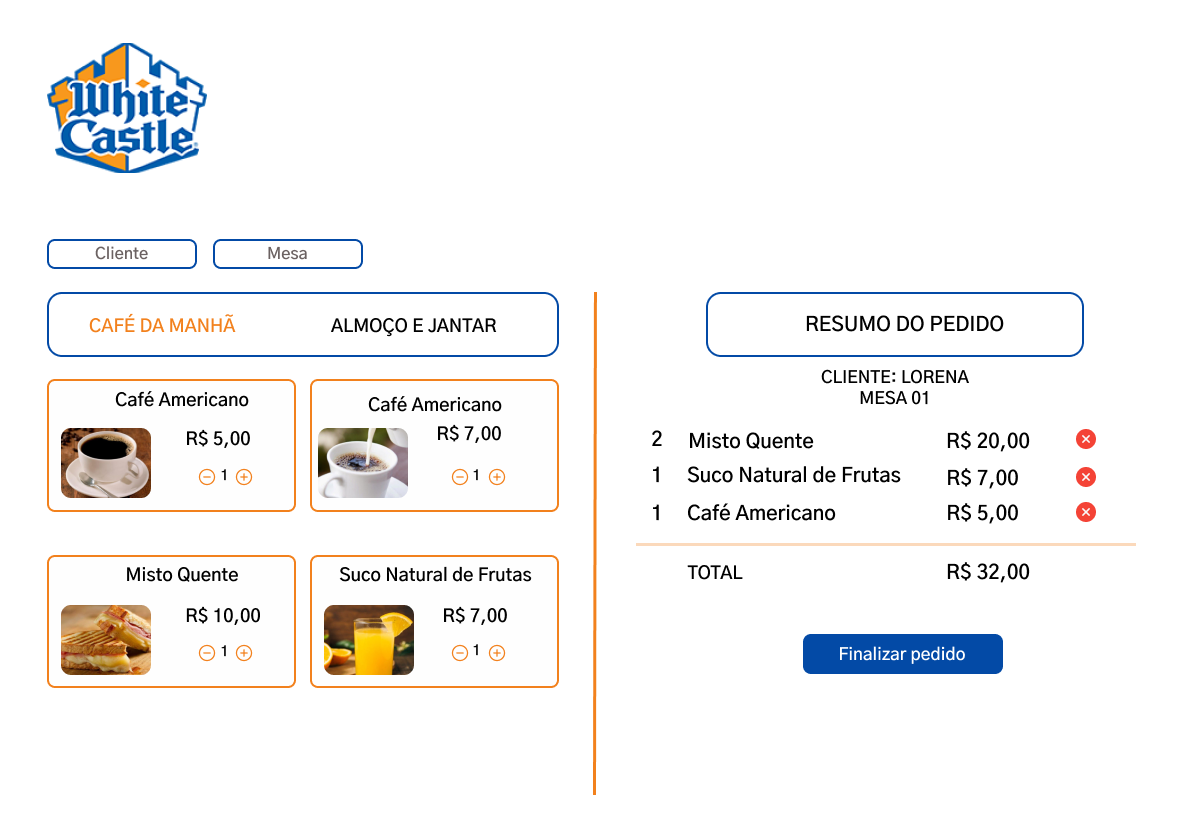 White
Castle
Cliente
Mesa
CAFÉ DA MANHÃ
ALMOÇO E JANTAR
Café Americano
R$ 5,00
1
Café Americano
R$ 7,00
1
Misto Quente
R$ 10,00
1
Suco Natural de Frutas
R$ 7,00
1
RESUMO DO PEDIDO
CLIENTE: LORENA
MESA 01
2 Misto Quente R$ 20,00
1 Suco Natural de Frutas R$ 7,00
1 Café Americano R$ 5,00
TOTAL R$ 32,00
Finalizar pedido